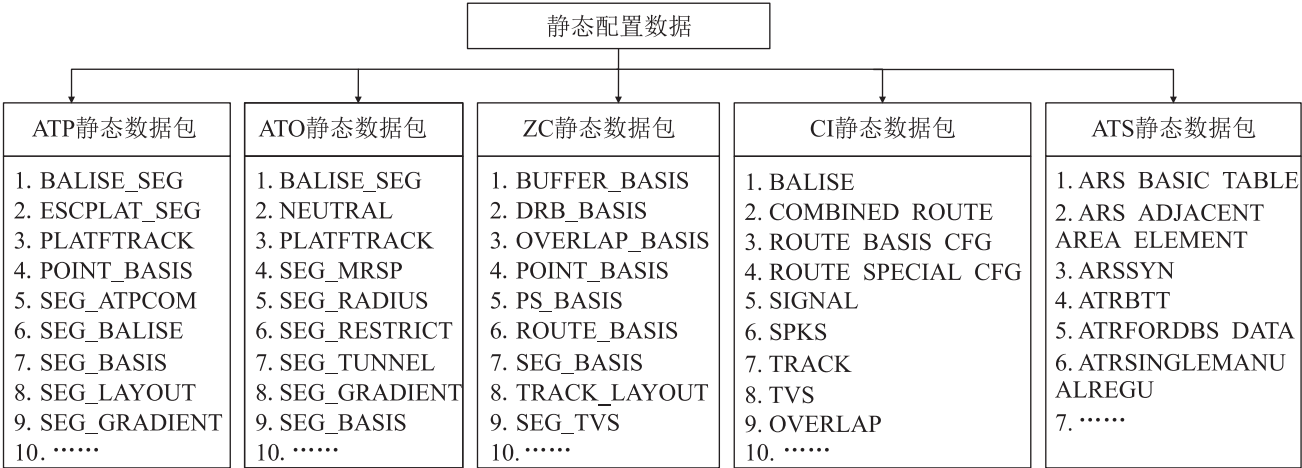 静态配置数据
ATP静态数据包
1. BALISE_SEG
2. ESCPLAT_SEG
3. PLATFTRACK
4. POINT_BASIS
5. SEG_ATPCOM
6. SEG_BALISE
7. SEG_BASIS
8. SEG_LAYOUT
9. SEG_GRADIENT
10. ……
ATO静态数据包
1. BALISE_SEG
2. NEUTRAL
3. PLATFTRACK
4. SEG_MRSP
5. SEG_RADIUS
6. SEG_RESTRICT
7. SEG_TUNNEL
8. SEG_GRADIENT
9. SEG_BASIS
10. ……
ZC静态数据包
1. BUFFER_BASIS
2. DRB_BASIS
3. OVERLAP_BASIS
4. POINT_BASIS
5. PS_BASIS
6. ROUTE_BASIS
7. SEG_BASIS
8. TRACK_LAYOUT
9. SEG_TVS
10. ……
CI静态数据包
1. BALISE
2. COMBINED ROUTE
3. ROUTE BASIS CFG
4. ROUTE SPECIAL CFG
5. SIGNAL
6. SPKS
7. TRACK
8. TVS
9. OVERLAP
10. ……
ATS静态数据包
1. ARS BASIC TABLE
2. ARS ADJACENT
AREA ELEMENT
3. ARSSYN
4. ATRBTT
5. ATRFORDBS DATA
6. ATRSINGLEMANU
ALREGU
7. ……